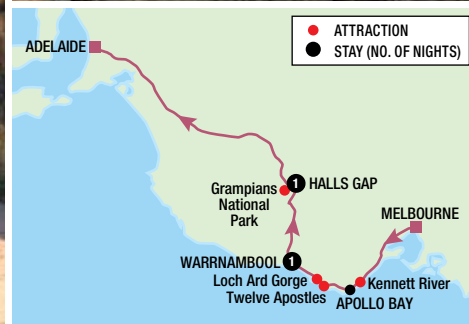 ADELAIDE
ATTRACTION
STAY (NO. OF NIGHTS)
1
HALLS GAP
Grampians
National
Park
MELBOURNE
WARRNAMBOOL
1
Loch Ard Gorge
Twelve Apostles
Kennett River
APOLLO BAY